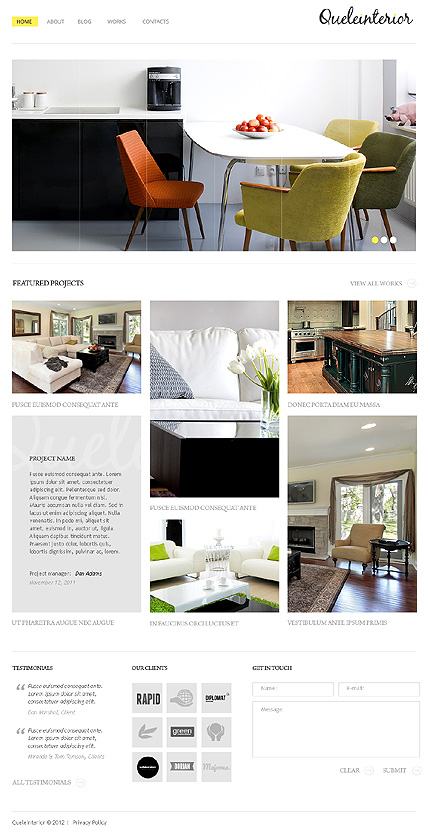 HOME ABOUT BLOG WORKS CONTACTS
Queleinterior
FEATURED PROJECTS
VIEW ALL WORKS
FUSCE EUISMOD CONSEQUAT ANTE
FUSCE EUISMOD CONSEQUAT ANTE
DONEC PORTA DIAM EU MASSA
PROJECT NAME
Fusce euismod consequat ante. Lorem
ipsum dolor sit amet, consectetuer
adipiscing elit. Pelentesque sed dolor.
Aliquam congue fermentum nisl.
Mauris accumsan nulla vel diam. Sed in
lacus ut enim adipiscing aliquet. Nulla
venenatis. In pede mi, aliquet sit
amet, euismod in, auctor ut, ligula.
Aliquam dapibus tincidunt metus.
Praesent justo dolor, lobortis quis,
lobortis dignissim, pulvinar ac, lorem.
Project manager: Dan Adams
November 12, 2011
UT PHARETRA AUGUE NEC AUGUE
IN FAUCIBUS ORCI LUCTUS ET
VESTIBULUM ANTE IPSUM PRIMIS
TESTIMONIALS
Fusce euismod consequat ante.
Lorem ipsum dolor sit amet,
consectetuer adipiscing elit.
Dan Marshal, Client
Fusce euismod consequat ante.
Lorem ipsum dolor sit amet,
consectetuer adipiscing elit.
Miranda & Tom Tomson, Clients
ALL TESTIMONIALS
OUR CLIENTS
RAPID
DIPLOMAT
green
DORIAN
GET IN TOUCH
Name:
E-mail:
Message:
CLEAR
SUBMIT
QueleInterior © 2012 | Privacy Policy